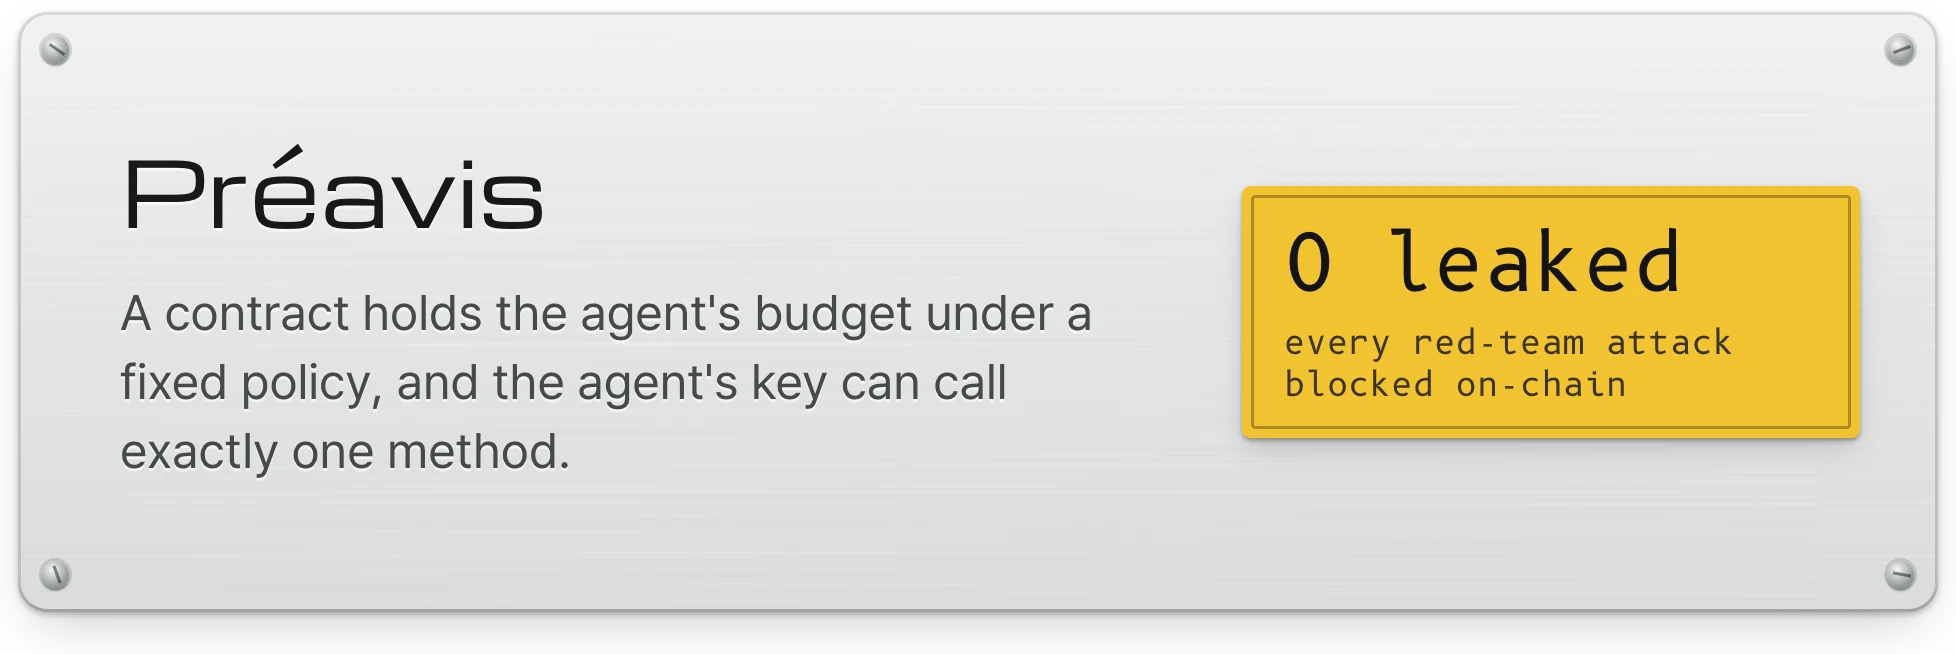 Préavis
A contract holds the agent's budget under a
fixed policy, and the agent's key can call
exactly one method.
0 leaked
every red-team attack
blocked on-chain